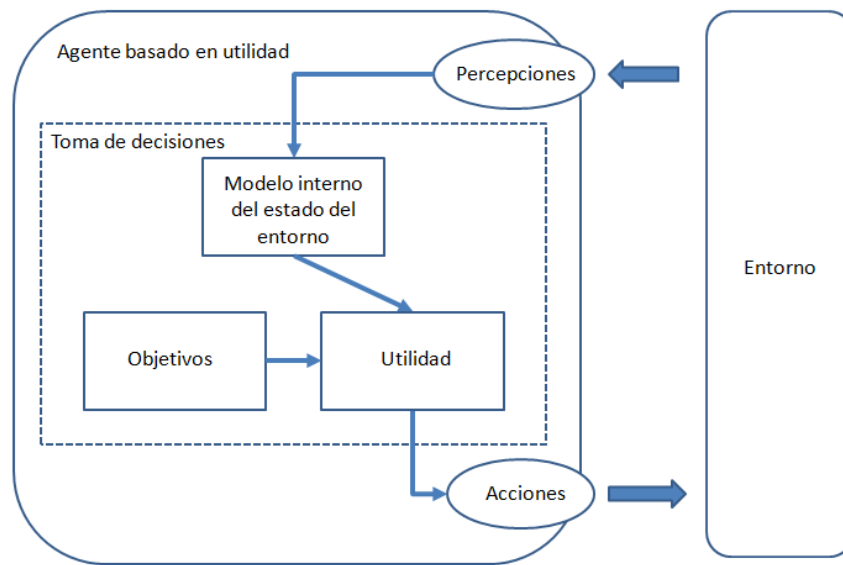 Agente basado en utilidad
Percepciones
Toma de decisiones
Modelo interno
del estado del
entorno
Entorno
Objetivos
Utilidad
Acciones